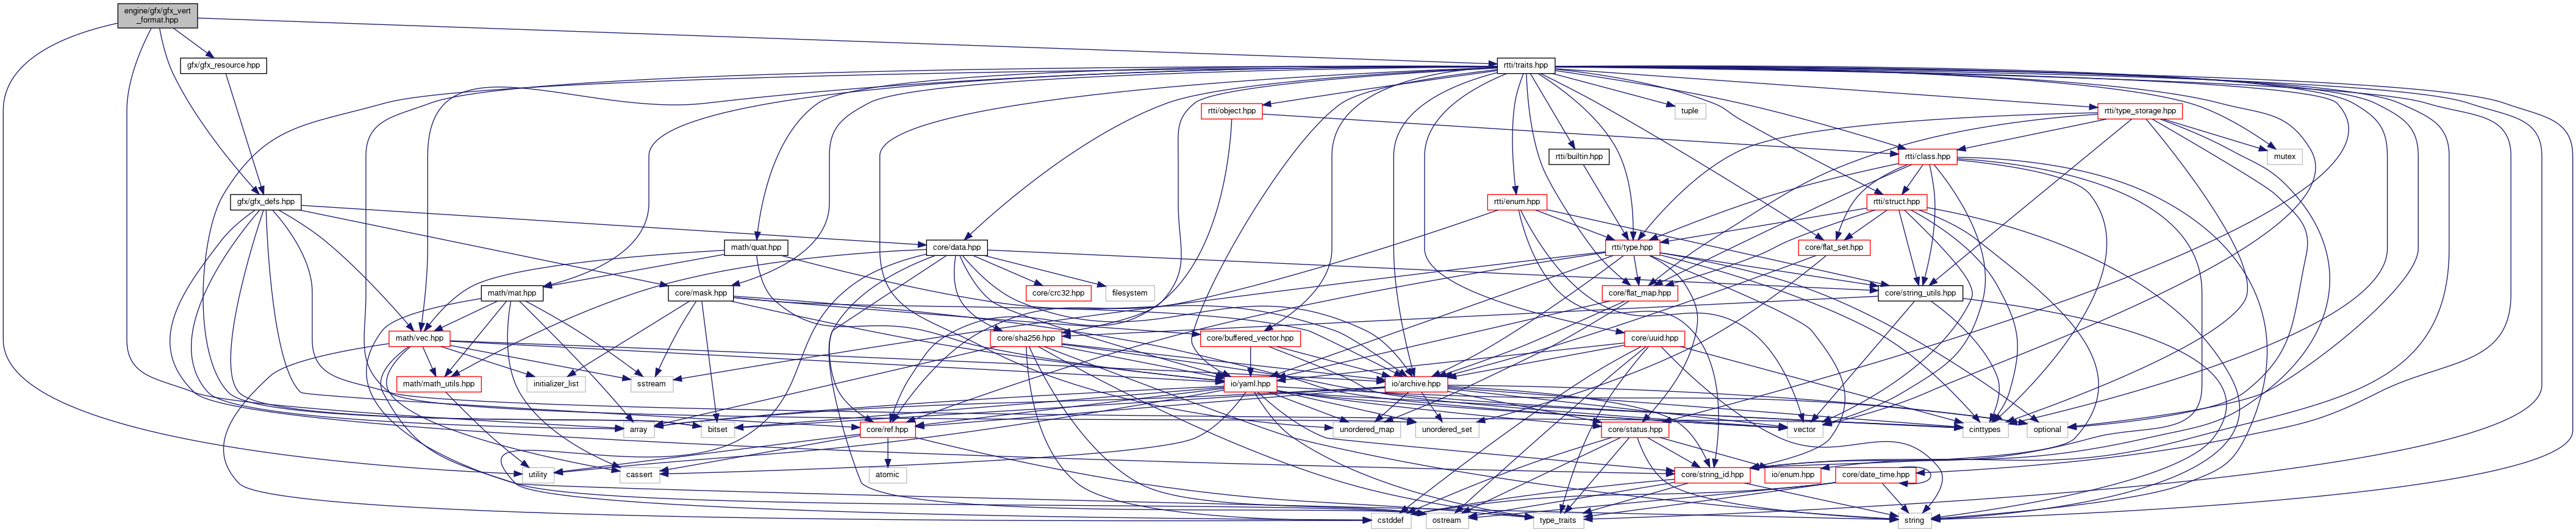 engine/gfx/gfx_vert
_format.hpp
gfx/gfx_resource.hpp
rtti/traits.hpp
rtti/object.hpp
tuple
rtti/type_storage.hpp
rtti/builtin.hpp
rtti/class.hpp
mutex
gfx/gfx_defs.hpp
rtti/enum.hpp
rtti/struct.hpp
math/quat.hpp
core/data.hpp
rtti/type.hpp
core/flat_set.hpp
math/mat.hpp
core/mask.hpp
core/crc32.hpp
filesystem
core/flat_map.hpp
core/string_utils.hpp
math/vec.hpp
core/sha256.hpp
core/buffered_vector.hpp
core/uuid.hpp
math/math_utils.hpp
initializer_list
sstream
io/yaml.hpp
io/archive.hpp
array
bitset
core/ref.hpp
unordered_map
unordered_set
core/status.hpp
vector
cinttypes
optional
utility
cassert
atomic
core/string_id.hpp
io/enum.hpp
core/date_time.hpp
cstddef
ostream
type_traits
string